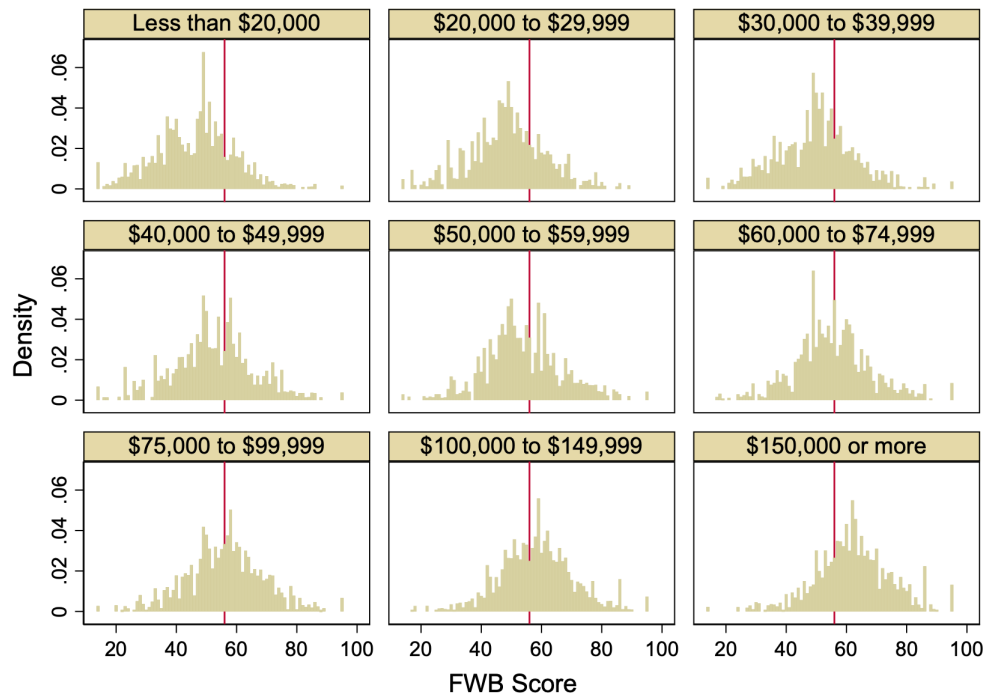 Less than $20,000
$20,000 to $29,999
$30,000 to $39,999
0 .02 .04 .06
$40,000 to $49,999
$50,000 to $59,999
$60,000 to $74,999
0 .02 .04 .06
Density
$75,000 to $99,999
$100,000 to $149,999
$150,000 or more
0 .02 .04 .06
20 40 60 80 100
20 40 60 80 100
20 40 60 80 100
FWB Score